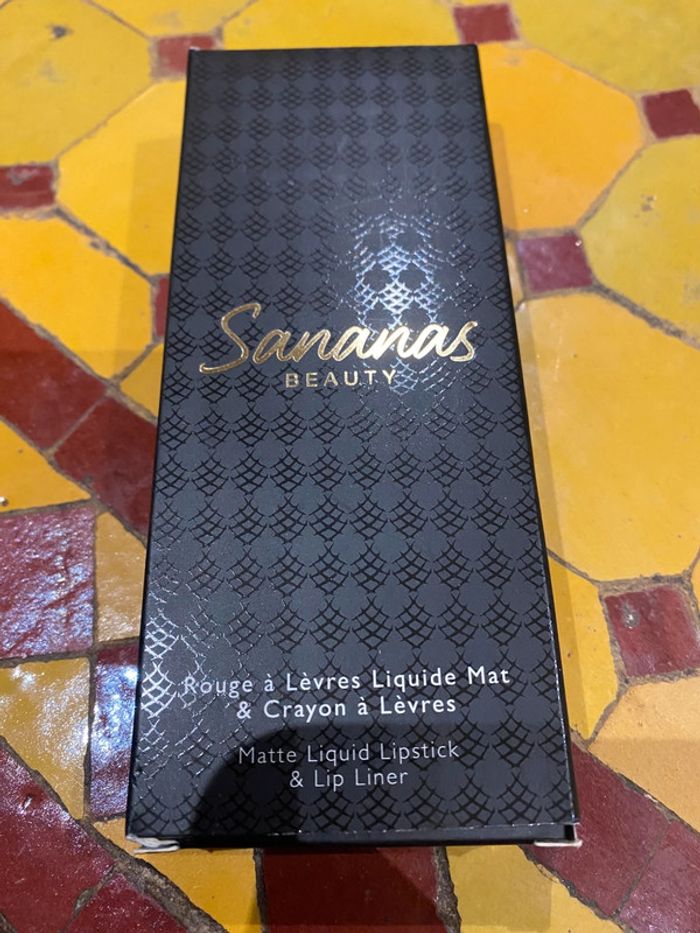 Sananas
BEAUTY
Rouge à Lèvres Liquide Mat
& Crayon à Lèvres
Matte Liquid Lipstick
& Lip Liner